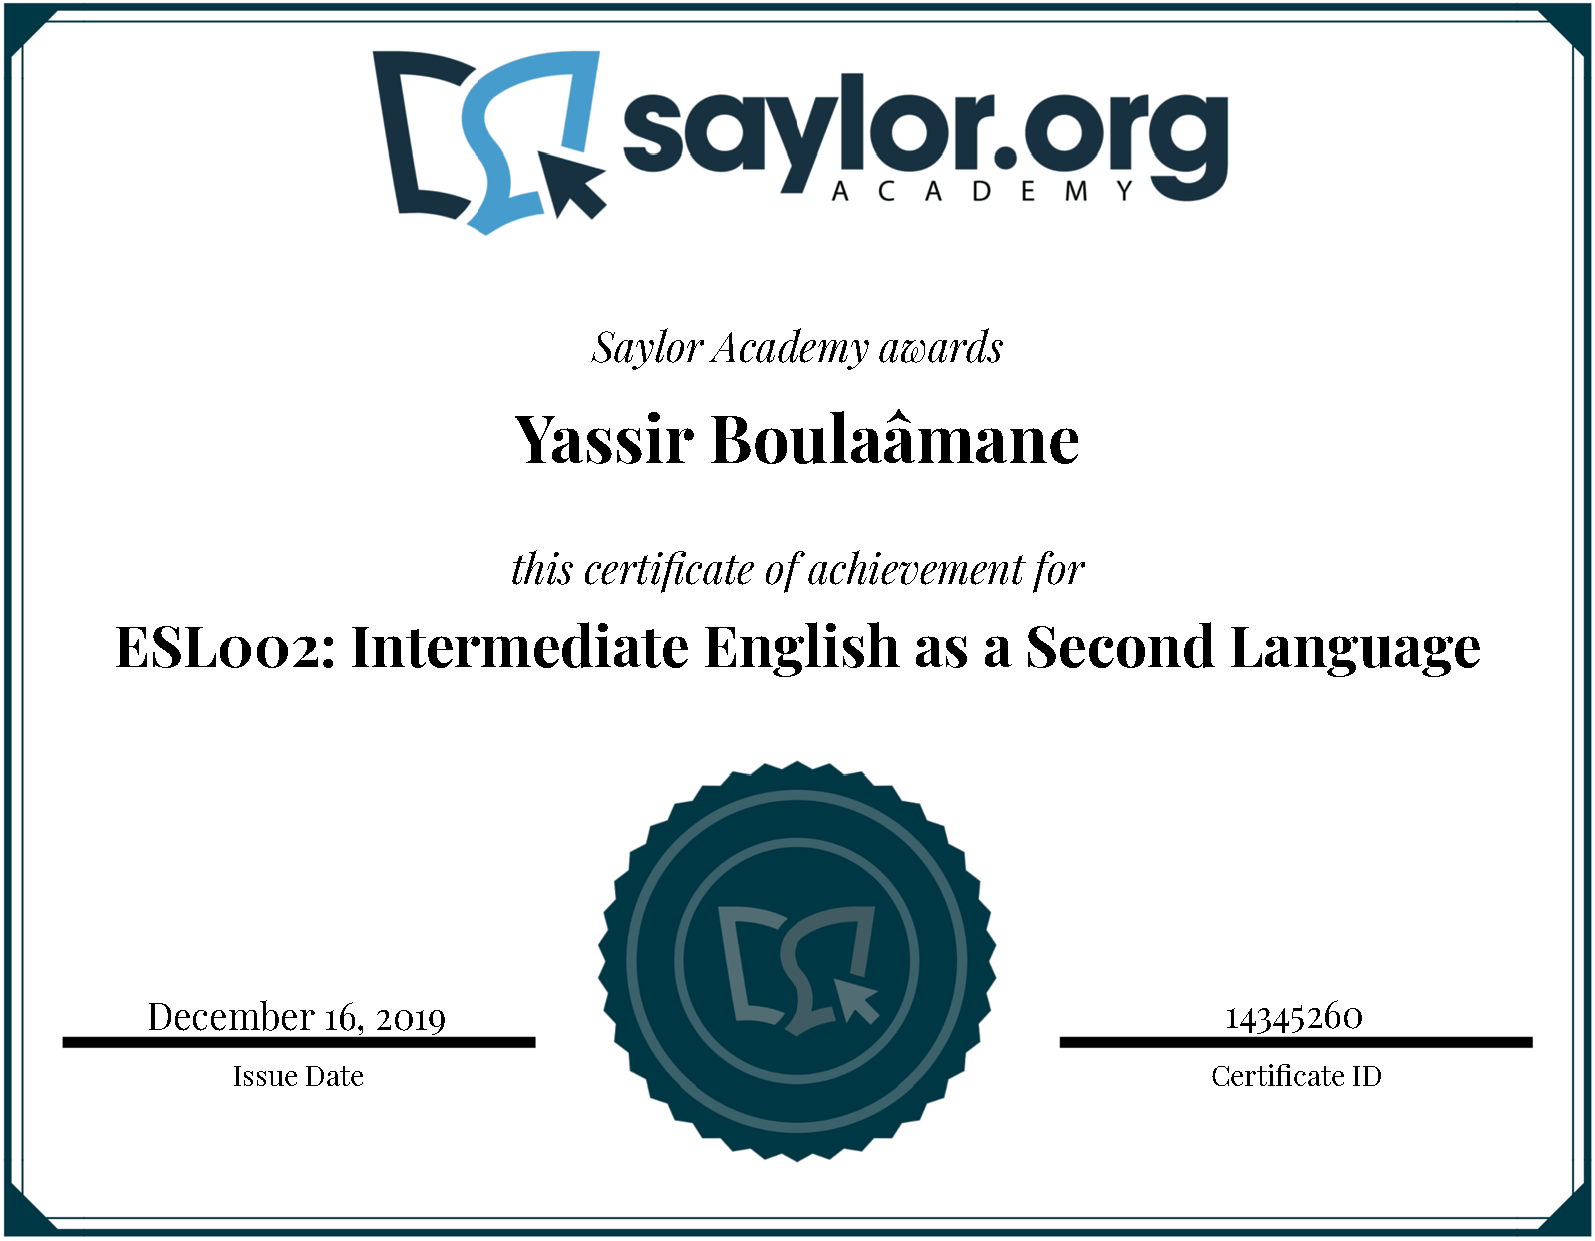 saylor.org
ACADEMY
Saylor Academy awards
Yassir Boulaâmane
this certificate of achievement for
ESL002: Intermediate English as a Second Language
December 16, 2019
Issue Date
14345260
Certificate ID